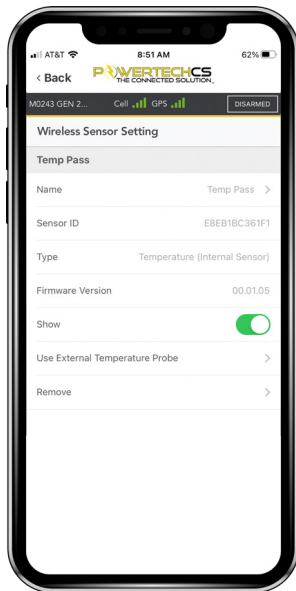 AT&T 8:51 AM 62%
< Back POWERTECHCS
THE CONNECTED SOLUTION
M0243 GEN 2... Cell GPS DISARMED
Wireless Sensor Setting
Temp Pass
Name Temp Pass >
Sensor ID E8EB1BC361F1
Type Temperature (Internal Sensor)
Firmware Version 00.01.05
Show
Use External Temperature Probe >
Remove >